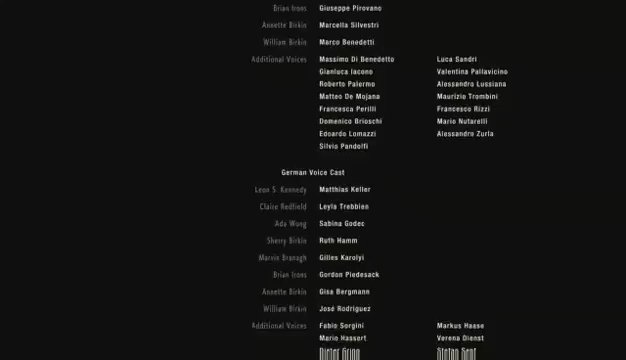 Brian Irons Giuseppe Pirovano
Annette Birkin Marcella Silvestri
William Birkin Marco Benedetti
Additional Voices Massimo Di Benedetto Luca Sandri
Gianluca Iacono Valentina Pallavicino
Roberto Palermo Alessandro Lussiana
Matteo De Mojana Maurizio Trombini
Francesca Perilli Francesco Rizzi
Domenico Brioschi Mario Nutarelli
Edoardo Lomazzi Alessandro Zurla
Silvio Pandolfi
German Voice Cast
Leon S. Kennedy Matthias Keller
Claire Redfield Leyla Trebbien
Ada Wong Sabina Godec
Sherry Birkin Ruth Hamm
Marvin Branagh Gilles Karolyi
Brian Irons Gordon Piedesack
Annette Birkin Gisa Bergmann
William Birkin José Rodriguez
Additional Voices Fabio Sorgini Markus Haase
Mario Hassert Verena Dienst
Dieter